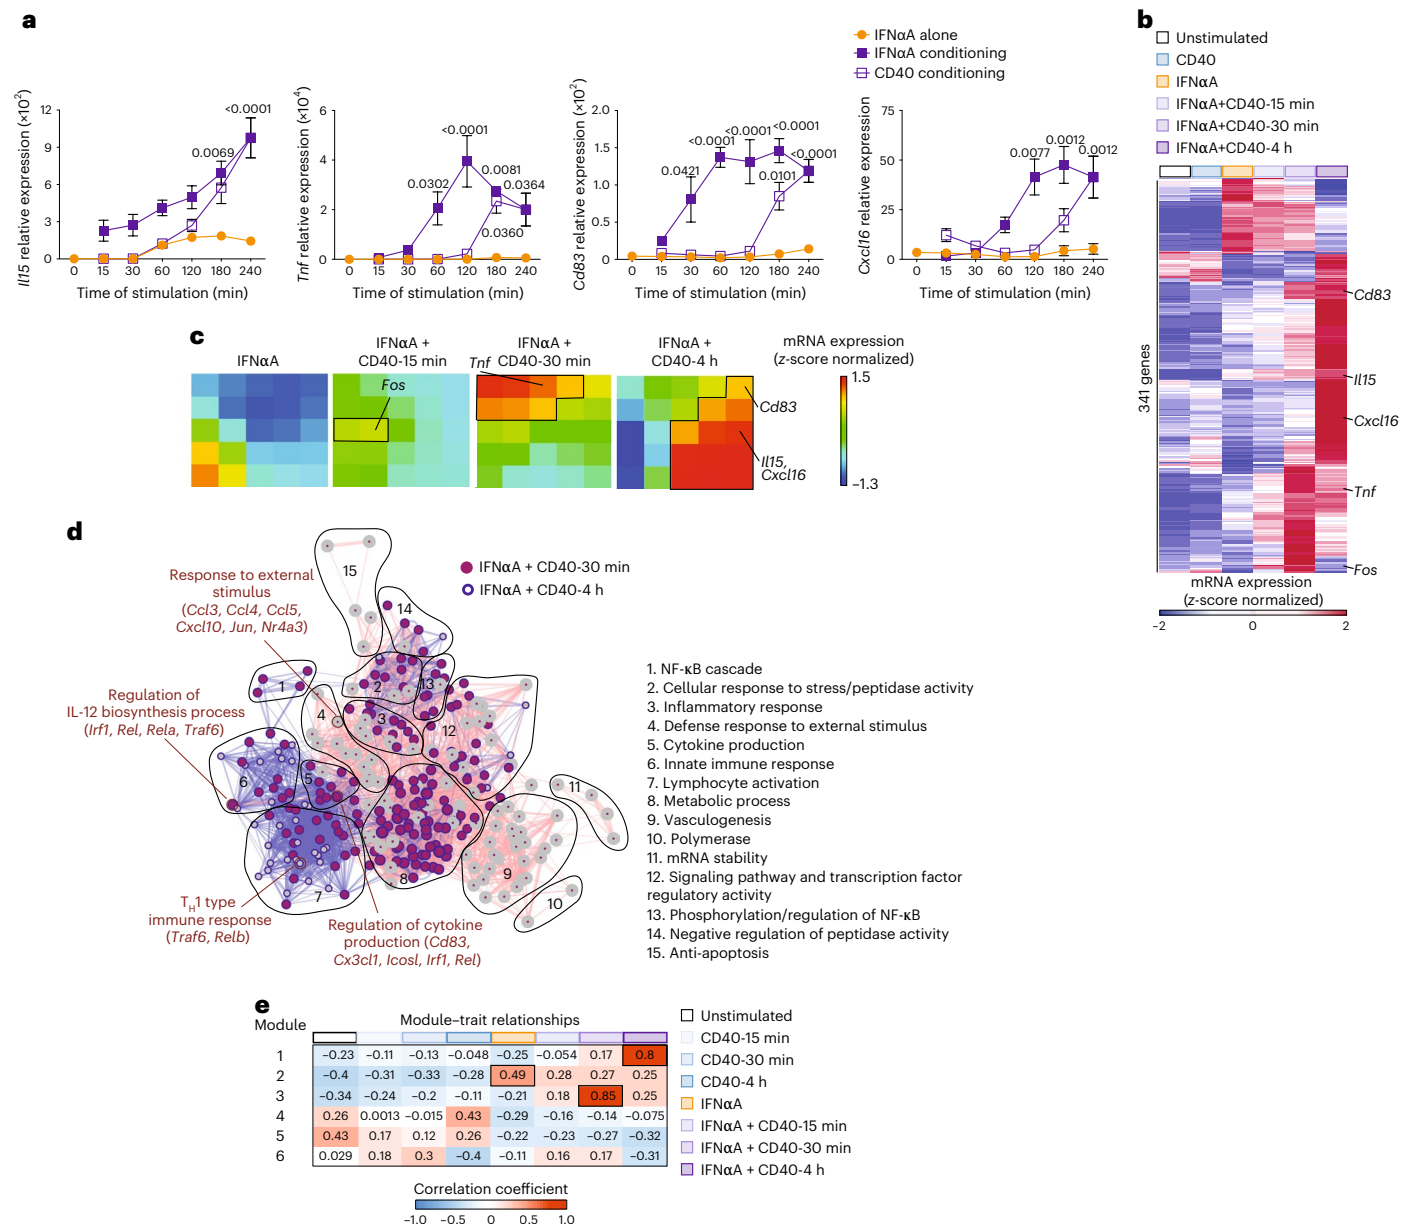 a
IFNαA alone
IFNαA conditioning
CD40 conditioning
Il15 relative expression (×10²)
12
9
6
3
0
0 15 30 60 120 180 240
Time of stimulation (min)
0.0069
<0.0001
Tnf relative expression (×10⁴)
6
4
2
0
0 15 30 60 120 180 240
Time of stimulation (min)
0.0302
<0.0001
0.0081
0.0364
0.0360
Cd83 relative expression (×10²)
2.0
1.5
1.0
0.5
0
0 15 30 60 120 180 240
Time of stimulation (min)
0.0421
<0.0001
<0.0001
<0.0001
<0.0001
0.0101
Cxcl16 relative expression
75
50
25
0
0 15 30 60 120 180 240
Time of stimulation (min)
0.0077
0.0012
0.0012
b
Unstimulated
CD40
IFNαA
IFNαA+CD40-15 min
IFNαA+CD40-30 min
IFNαA+CD40-4 h
341 genes
Cd83
Il15
Cxcl16
Tnf
Fos
mRNA expression
(z-score normalized)
−2 0 2
c
IFNαA
IFNαA +
CD40-15 min
IFNαA +
CD40-30 min
IFNαA +
CD40-4 h
mRNA expression
(z-score normalized)
Fos
Tnf
Cd83
Il15,
Cxcl16
1.5
−1.3
d
IFNαA + CD40-30 min
IFNαA + CD40-4 h
Response to external
stimulus
(Ccl3, Ccl4, Ccl5,
Cxcl10, Jun, Nr4a3)
Regulation of
IL-12 biosynthesis process
(Irf1, Rel, Rela, Traf6)
TH1 type
immune response
(Traf6, Relb)
Regulation of cytokine
production (Cd83,
Cx3cl1, Icosl, Irf1, Rel)
15
14
1
2
13
4
3
12
6
5
11
7
8
9
10
1. NF-κB cascade
2. Cellular response to stress/peptidase activity
3. Inflammatory response
4. Defense response to external stimulus
5. Cytokine production
6. Innate immune response
7. Lymphocyte activation
8. Metabolic process
9. Vasculogenesis
10. Polymerase
11. mRNA stability
12. Signaling pathway and transcription factor
regulatory activity
13. Phosphorylation/regulation of NF-κB
14. Negative regulation of peptidase activity
15. Anti-apoptosis
e
Module
Module–trait relationships
1 −0.23 −0.11 −0.13 −0.048 −0.25 −0.054 0.17 0.8
2 −0.4 −0.31 −0.33 −0.28 0.49 0.28 0.27 0.25
3 −0.34 −0.24 −0.2 −0.11 −0.21 0.18 0.85 0.25
4 0.26 0.0013 −0.015 0.43 −0.29 −0.16 −0.14 −0.075
5 0.43 0.17 0.12 0.26 −0.22 −0.23 −0.27 −0.32
6 0.029 0.18 0.3 −0.4 −0.11 0.16 0.17 −0.31
Correlation coefficient
−1.0 −0.5 0 0.5 1.0
Unstimulated
CD40-15 min
CD40-30 min
CD40-4 h
IFNαA
IFNαA + CD40-15 min
IFNαA + CD40-30 min
IFNαA + CD40-4 h